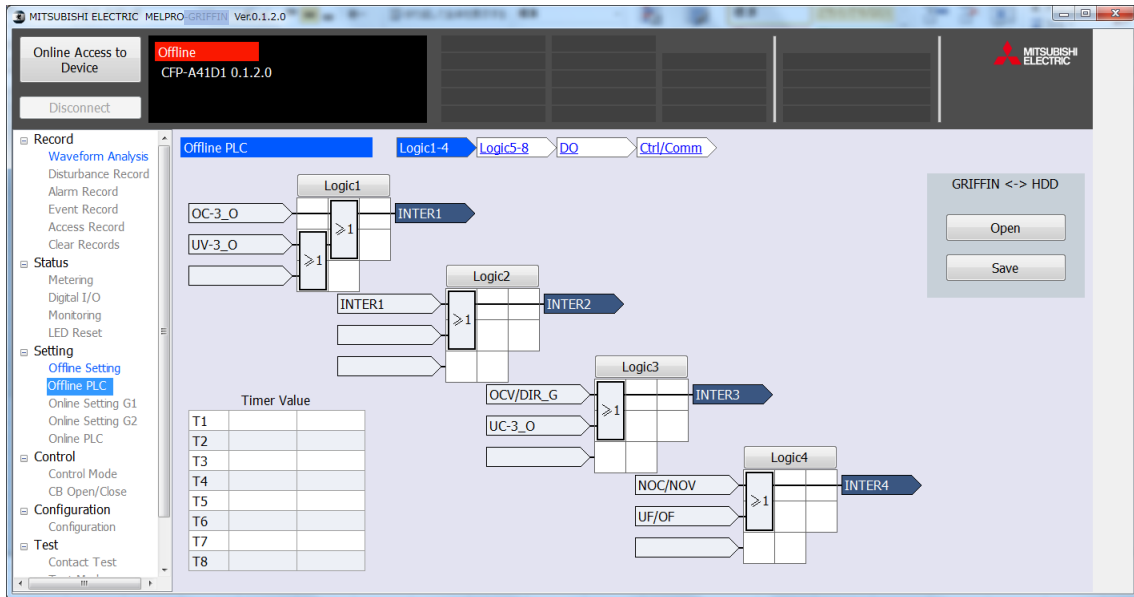 MITSUBISHI ELECTRIC MELPRO-GRIFFIN Ver.0.1.2.0
Online Access to Device
Disconnect
Offline
CFP-A41D1 0.1.2.0
MITSUBISHI
ELECTRIC
Record
Waveform Analysis
Disturbance Record
Alarm Record
Event Record
Access Record
Clear Records
Status
Metering
Digital I/O
Monitoring
LED Reset
Setting
Offline Setting
Offline PLC
Online Setting G1
Online Setting G2
Online PLC
Control
Control Mode
CB Open/Close
Configuration
Configuration
Test
Contact Test
Offline PLC
Logic1-4
Logic5-8
DO
Ctrl/Comm
Logic1
OC-3_O
UV-3_O
≥1
≥1
INTER1
Logic2
INTER1
≥1
INTER2
Logic3
OCV/DIR_G
UC-3_O
≥1
INTER3
Logic4
NOC/NOV
UF/OF
≥1
INTER4
Timer Value
T1
T2
T3
T4
T5
T6
T7
T8
GRIFFIN <-> HDD
Open
Save